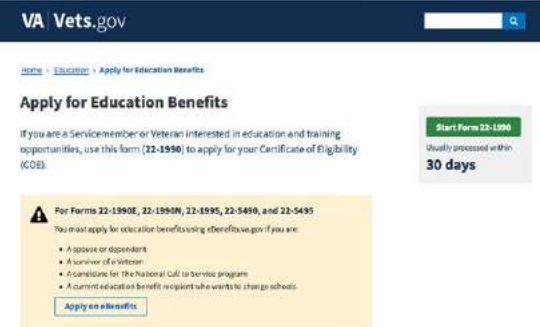 VA Vets.gov
Home › Education › Apply for Education Benefits
Apply for Education Benefits
If you are a Servicemember or Veteran interested in education and training
opportunities, use this form (22-1990) to apply for your Certificate of Eligibility
(COE).
Start Form 22-1990
Usually processed within
30 days
For Forms 22-1990E, 22-1990N, 22-1995, 22-5490, and 22-5495
You must apply for education benefits using eBenefits.va.gov if you are:
A spouse or dependent
A survivor of a Veteran
A candidate for The National Call to Service program
A current education benefit recipient who wants to change schools
Apply on eBenefits